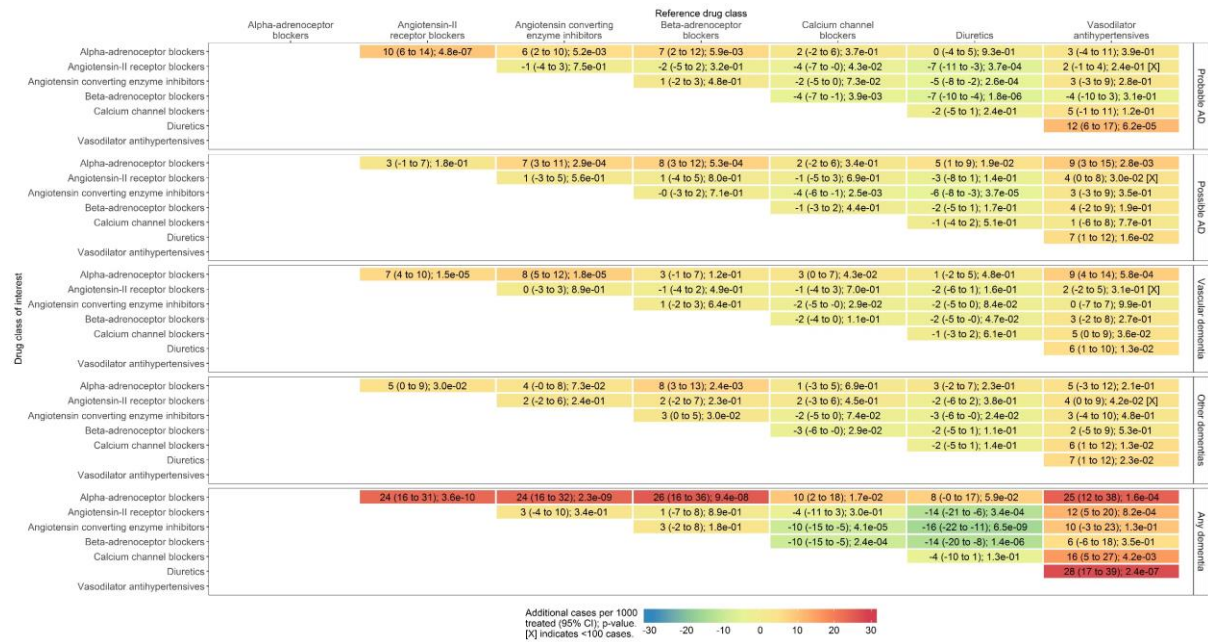 Reference drug class
Alpha-adrenoceptor blockers
Angiotensin-II receptor blockers
Angiotensin converting enzyme inhibitors
Beta-adrenoceptor blockers
Calcium channel blockers
Diuretics
Vasodilator antihypertensives
Drug class of interest
Probable AD
Alpha-adrenoceptor blockers 10 (6 to 14); 4.8e-07 6 (2 to 10); 5.2e-03 7 (2 to 12); 5.9e-03 2 (-2 to 6); 3.7e-01 0 (-4 to 5); 9.3e-01 3 (-4 to 11); 3.9e-01
Angiotensin-II receptor blockers -1 (-4 to 3); 7.5e-01 -2 (-5 to 2); 3.2e-01 -4 (-7 to -0); 4.3e-02 -7 (-11 to -3); 3.7e-04 2 (-1 to 4); 2.4e-01 [X]
Angiotensin converting enzyme inhibitors 1 (-2 to 3); 4.8e-01 -2 (-5 to 0); 7.3e-02 -5 (-8 to -2); 2.6e-04 3 (-3 to 9); 2.8e-01
Beta-adrenoceptor blockers -4 (-7 to -1); 3.9e-03 -7 (-10 to -4); 1.8e-06 -4 (-10 to 3); 3.1e-01
Calcium channel blockers -2 (-5 to 1); 2.4e-01 5 (-1 to 11); 1.2e-01
Diuretics 12 (6 to 17); 6.2e-05
Vasodilator antihypertensives
Possible AD
Alpha-adrenoceptor blockers 3 (-1 to 7); 1.8e-01 7 (3 to 11); 2.9e-04 8 (3 to 12); 5.3e-04 2 (-2 to 6); 3.4e-01 5 (1 to 9); 1.9e-02 9 (3 to 15); 2.8e-03
Angiotensin-II receptor blockers 1 (-3 to 5); 5.6e-01 1 (-4 to 5); 8.0e-01 -1 (-5 to 3); 6.9e-01 -3 (-8 to 1); 1.4e-01 4 (0 to 8); 3.0e-02 [X]
Angiotensin converting enzyme inhibitors -0 (-3 to 2); 7.1e-01 -4 (-6 to -1); 2.5e-03 -6 (-8 to -3); 3.7e-05 3 (-3 to 9); 3.5e-01
Beta-adrenoceptor blockers -1 (-3 to 2); 4.4e-01 -2 (-5 to 1); 1.7e-01 4 (-2 to 9); 1.9e-01
Calcium channel blockers -1 (-4 to 2); 5.1e-01 1 (-6 to 8); 7.7e-01
Diuretics 7 (1 to 12); 1.6e-02
Vasodilator antihypertensives
Vascular dementia
Alpha-adrenoceptor blockers 7 (4 to 10); 1.5e-05 8 (5 to 12); 1.8e-05 3 (-1 to 7); 1.2e-01 3 (0 to 7); 4.3e-02 1 (-2 to 5); 4.8e-01 9 (4 to 14); 5.8e-04
Angiotensin-II receptor blockers 0 (-3 to 3); 8.9e-01 -1 (-4 to 2); 4.9e-01 -1 (-4 to 3); 7.0e-01 -2 (-6 to 1); 1.6e-01 2 (-2 to 5); 3.1e-01 [X]
Angiotensin converting enzyme inhibitors 1 (-2 to 3); 6.4e-01 -2 (-5 to -0); 2.9e-02 -2 (-5 to 0); 8.4e-02 0 (-7 to 7); 9.9e-01
Beta-adrenoceptor blockers -2 (-4 to 0); 1.1e-01 -2 (-5 to -0); 4.7e-02 3 (-2 to 8); 2.7e-01
Calcium channel blockers -1 (-3 to 2); 6.1e-01 5 (0 to 9); 3.6e-02
Diuretics 6 (1 to 10); 1.3e-02
Vasodilator antihypertensives
Other dementias
Alpha-adrenoceptor blockers 5 (0 to 9); 3.0e-02 4 (-0 to 8); 7.3e-02 8 (3 to 13); 2.4e-03 1 (-3 to 5); 6.9e-01 3 (-2 to 7); 2.3e-01 5 (-3 to 12); 2.1e-01
Angiotensin-II receptor blockers 2 (-2 to 6); 2.4e-01 2 (-2 to 7); 2.3e-01 2 (-3 to 6); 4.5e-01 -2 (-6 to 2); 3.8e-01 4 (0 to 9); 4.2e-02 [X]
Angiotensin converting enzyme inhibitors 3 (0 to 5); 3.0e-02 -2 (-5 to 0); 7.4e-02 -3 (-6 to -0); 2.4e-02 3 (-4 to 10); 4.8e-01
Beta-adrenoceptor blockers -3 (-6 to -0); 2.9e-02 -2 (-5 to 1); 1.1e-01 2 (-5 to 9); 5.3e-01
Calcium channel blockers -2 (-5 to 1); 1.4e-01 6 (1 to 12); 1.3e-02
Diuretics 7 (1 to 12); 2.3e-02
Vasodilator antihypertensives
Any dementia
Alpha-adrenoceptor blockers 24 (16 to 31); 3.6e-10 24 (16 to 32); 2.3e-09 26 (16 to 36); 9.4e-08 10 (2 to 18); 1.7e-02 8 (-0 to 17); 5.9e-02 25 (12 to 38); 1.6e-04
Angiotensin-II receptor blockers 3 (-4 to 10); 3.4e-01 1 (-7 to 8); 8.9e-01 -4 (-11 to 3); 3.0e-01 -14 (-21 to -6); 3.4e-04 12 (5 to 20); 8.2e-04
Angiotensin converting enzyme inhibitors 3 (-2 to 8); 1.8e-01 -10 (-15 to -5); 4.1e-05 -16 (-22 to -11); 6.5e-09 10 (-3 to 23); 1.3e-01
Beta-adrenoceptor blockers -10 (-15 to -5); 2.4e-04 -14 (-20 to -8); 1.4e-06 6 (-6 to 18); 3.5e-01
Calcium channel blockers -4 (-10 to 1); 1.3e-01 16 (5 to 27); 4.2e-03
Diuretics 28 (17 to 39); 2.4e-07
Vasodilator antihypertensives
Additional cases per 1000
treated (95% CI); p-value.
[X] indicates <100 cases.
-30 -20 -10 0 10 20 30